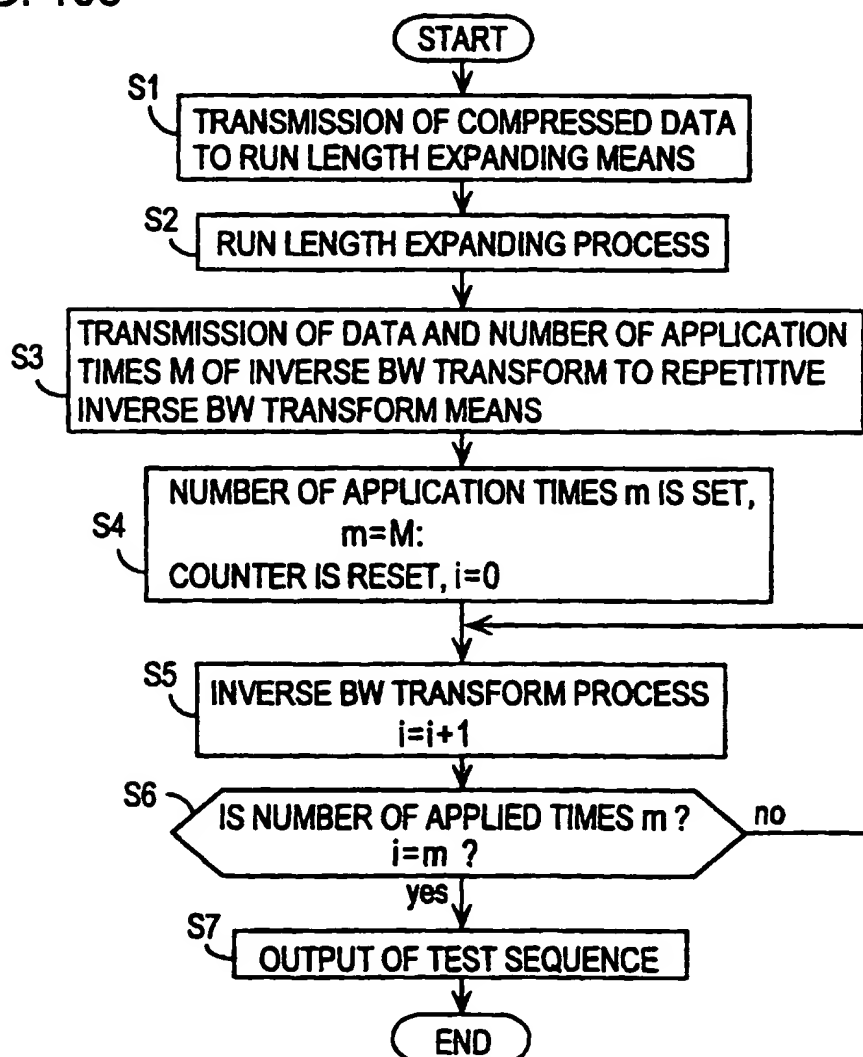 START
S1
TRANSMISSION OF COMPRESSED DATA
TO RUN LENGTH EXPANDING MEANS
S2
RUN LENGTH EXPANDING PROCESS
S3
TRANSMISSION OF DATA AND NUMBER OF APPLICATION
TIMES M OF INVERSE BW TRANSFORM TO REPETITIVE
INVERSE BW TRANSFORM MEANS
S4
NUMBER OF APPLICATION TIMES m IS SET,
m=M:
COUNTER IS RESET, i=0
S5
INVERSE BW TRANSFORM PROCESS
i=i+1
S6
IS NUMBER OF APPLIED TIMES m ?
i=m ?
no
yes
S7
OUTPUT OF TEST SEQUENCE
END